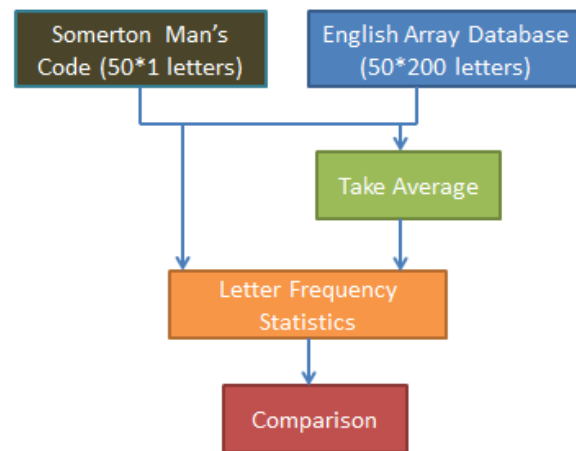 Somerton Man's
Code (50*1 letters)
English Array Database
(50*200 letters)
Take Average
Letter Frequency
Statistics
Comparison